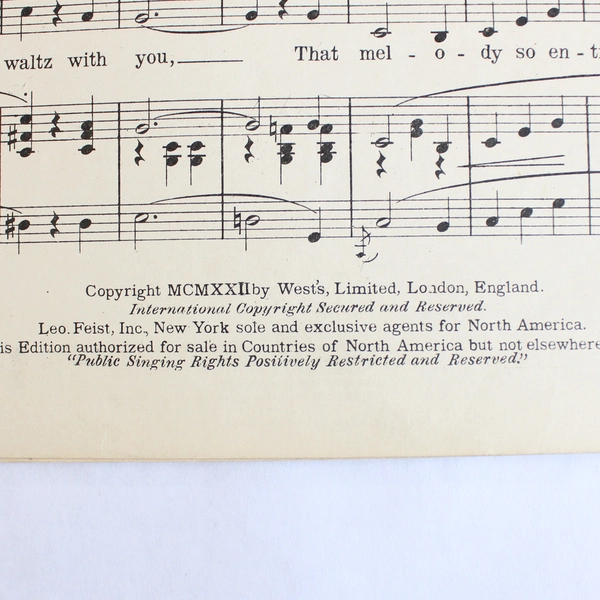 waltz with you, That mel - o - dy so en - 
Copyright MCMXXII by West's, Limited, London, England.
International Copyright Secured and Reserved.
Leo. Feist, Inc., New York sole and exclusive agents for North America.
is Edition authorized for sale in Countries of North America but not elsewhere
"Public Singing Rights Positively Restricted and Reserved."